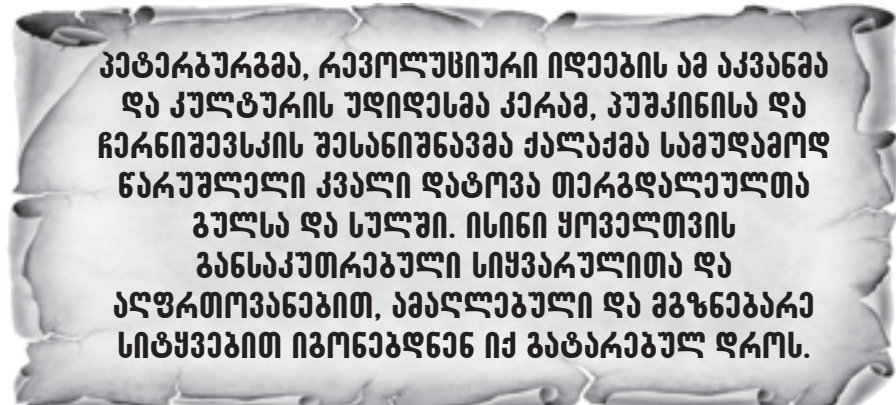 პეტერბურგმა, რევოლუციური იდეების ამ აკვანმა
და კულტურის უდიდესმა კერამ, პუშკინისა და
ჩერნიშევსკის შესანიშნავმა ქალაქმა სამუდამოდ
წარუშლელი კვალი დატოვა თერგდალეულთა
გულსა და სულში. ისინი ყოველთვის
განსაკუთრებული სიყვარულითა და
აღფრთოვანებით, ამაღლებული და მგზნებარე
სიტყვებით იგონებდნენ იქ გატარებულ დროს.